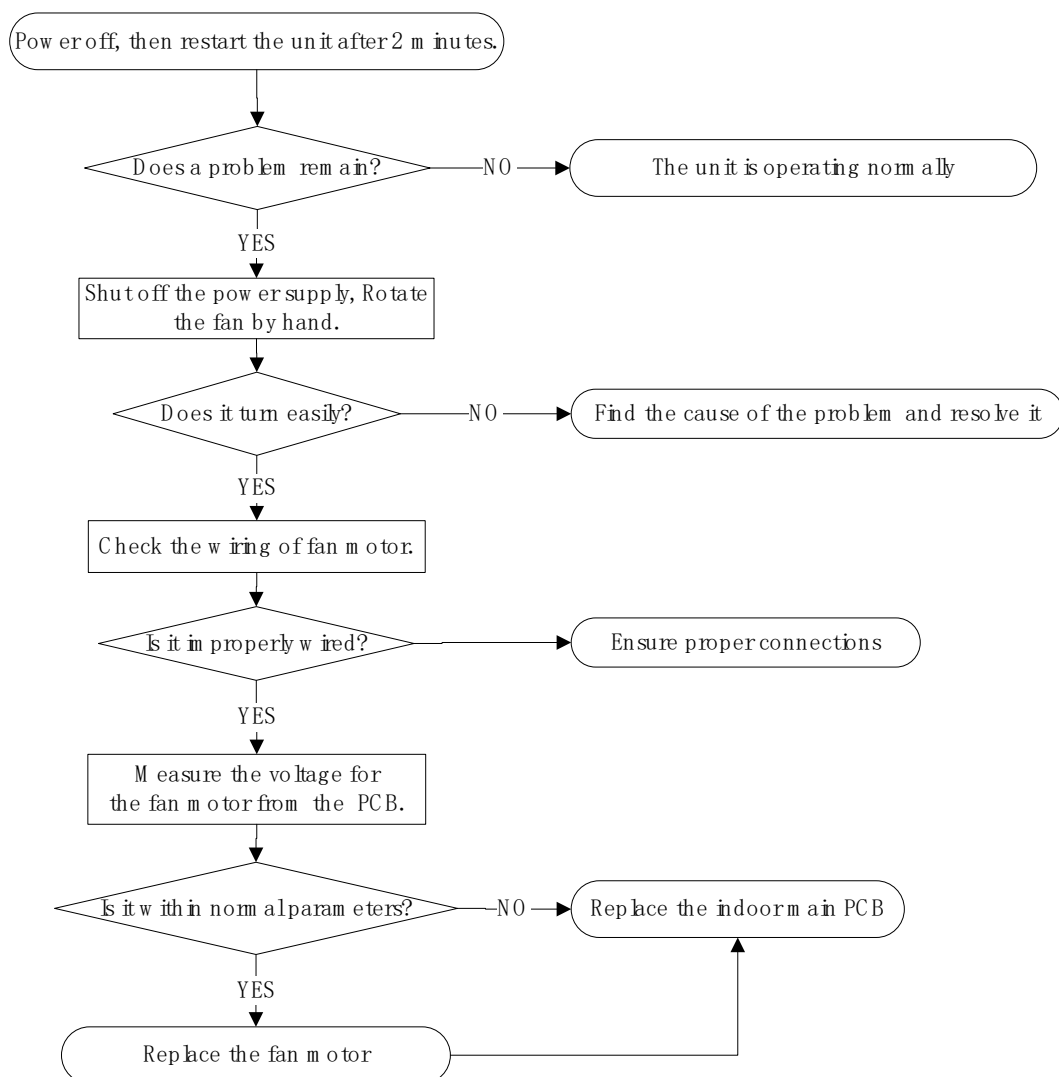 Power off, then restart the unit after 2 minutes.
Does a problem remain?
NO
The unit is operating normally
YES
Shut off the power supply, Rotate
the fan by hand.
Does it turn easily?
NO
Find the cause of the problem and resolve it
YES
Check the wiring of fan motor.
Is it improperly wired?
Ensure proper connections
YES
Measure the voltage for
the fan motor from the PCB.
Is it within normal parameters?
NO
Replace the indoor main PCB
YES
Replace the fan motor